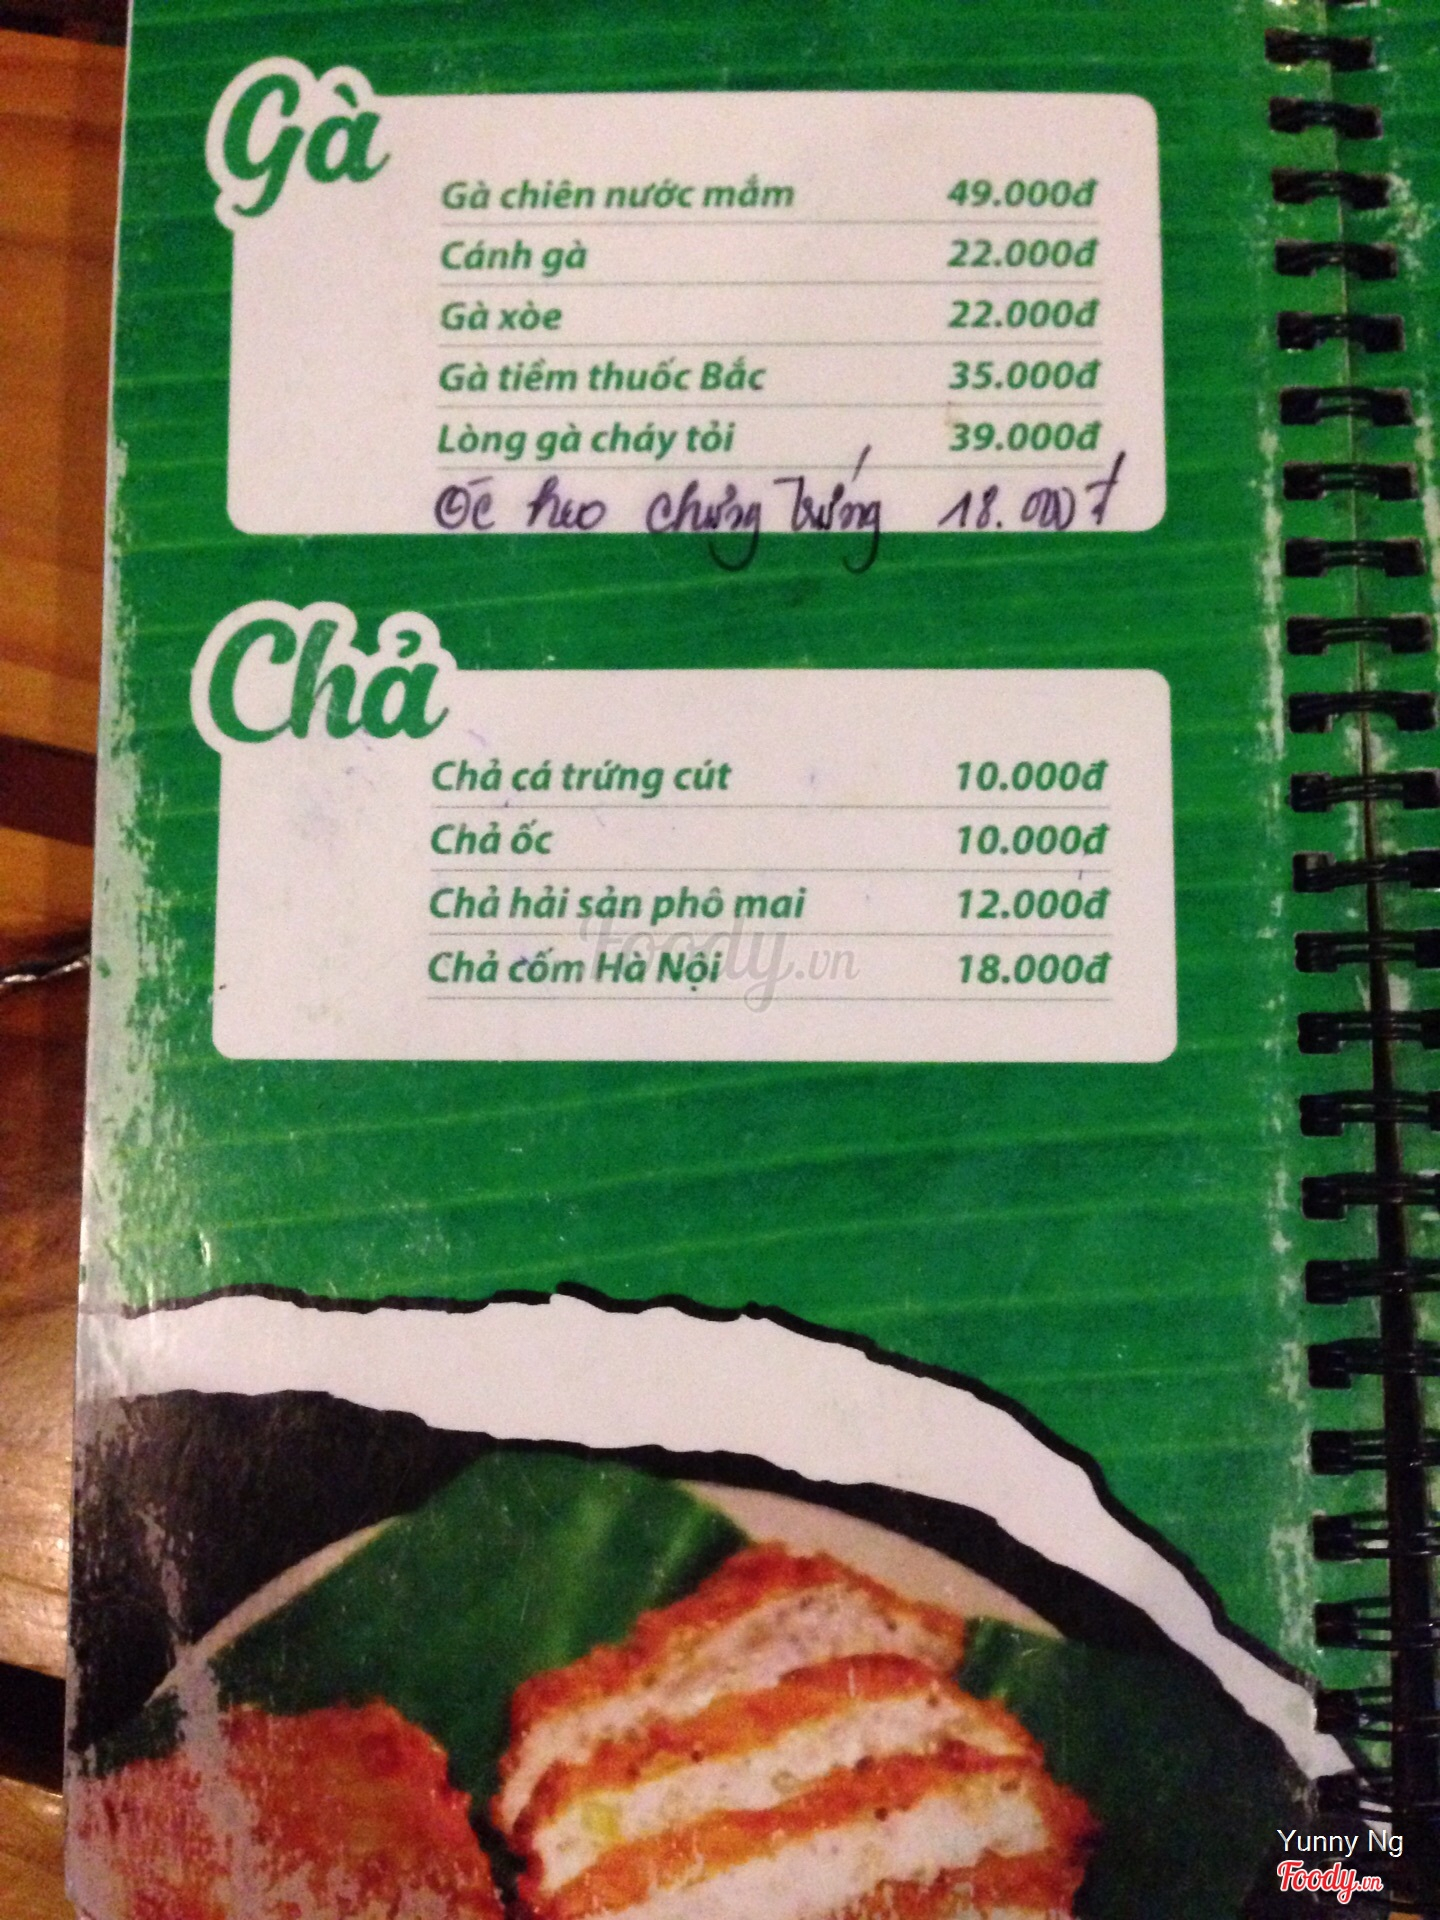 Gà
Gà chiên nước mắm 49.000đ
Cánh gà 22.000đ
Gà xòe 22.000đ
Gà tiềm thuốc Bắc 35.000đ
Lòng gà cháy tỏi 39.000đ
Óc heo chưng trứng 18.000đ
Chả
Chả cá trứng cút 10.000đ
Chả ốc 10.000đ
Chả hải sản phô mai 12.000đ
Chả cốm Hà Nội 18.000đ
Foody.vn
Yunny Ng
Foody.vn